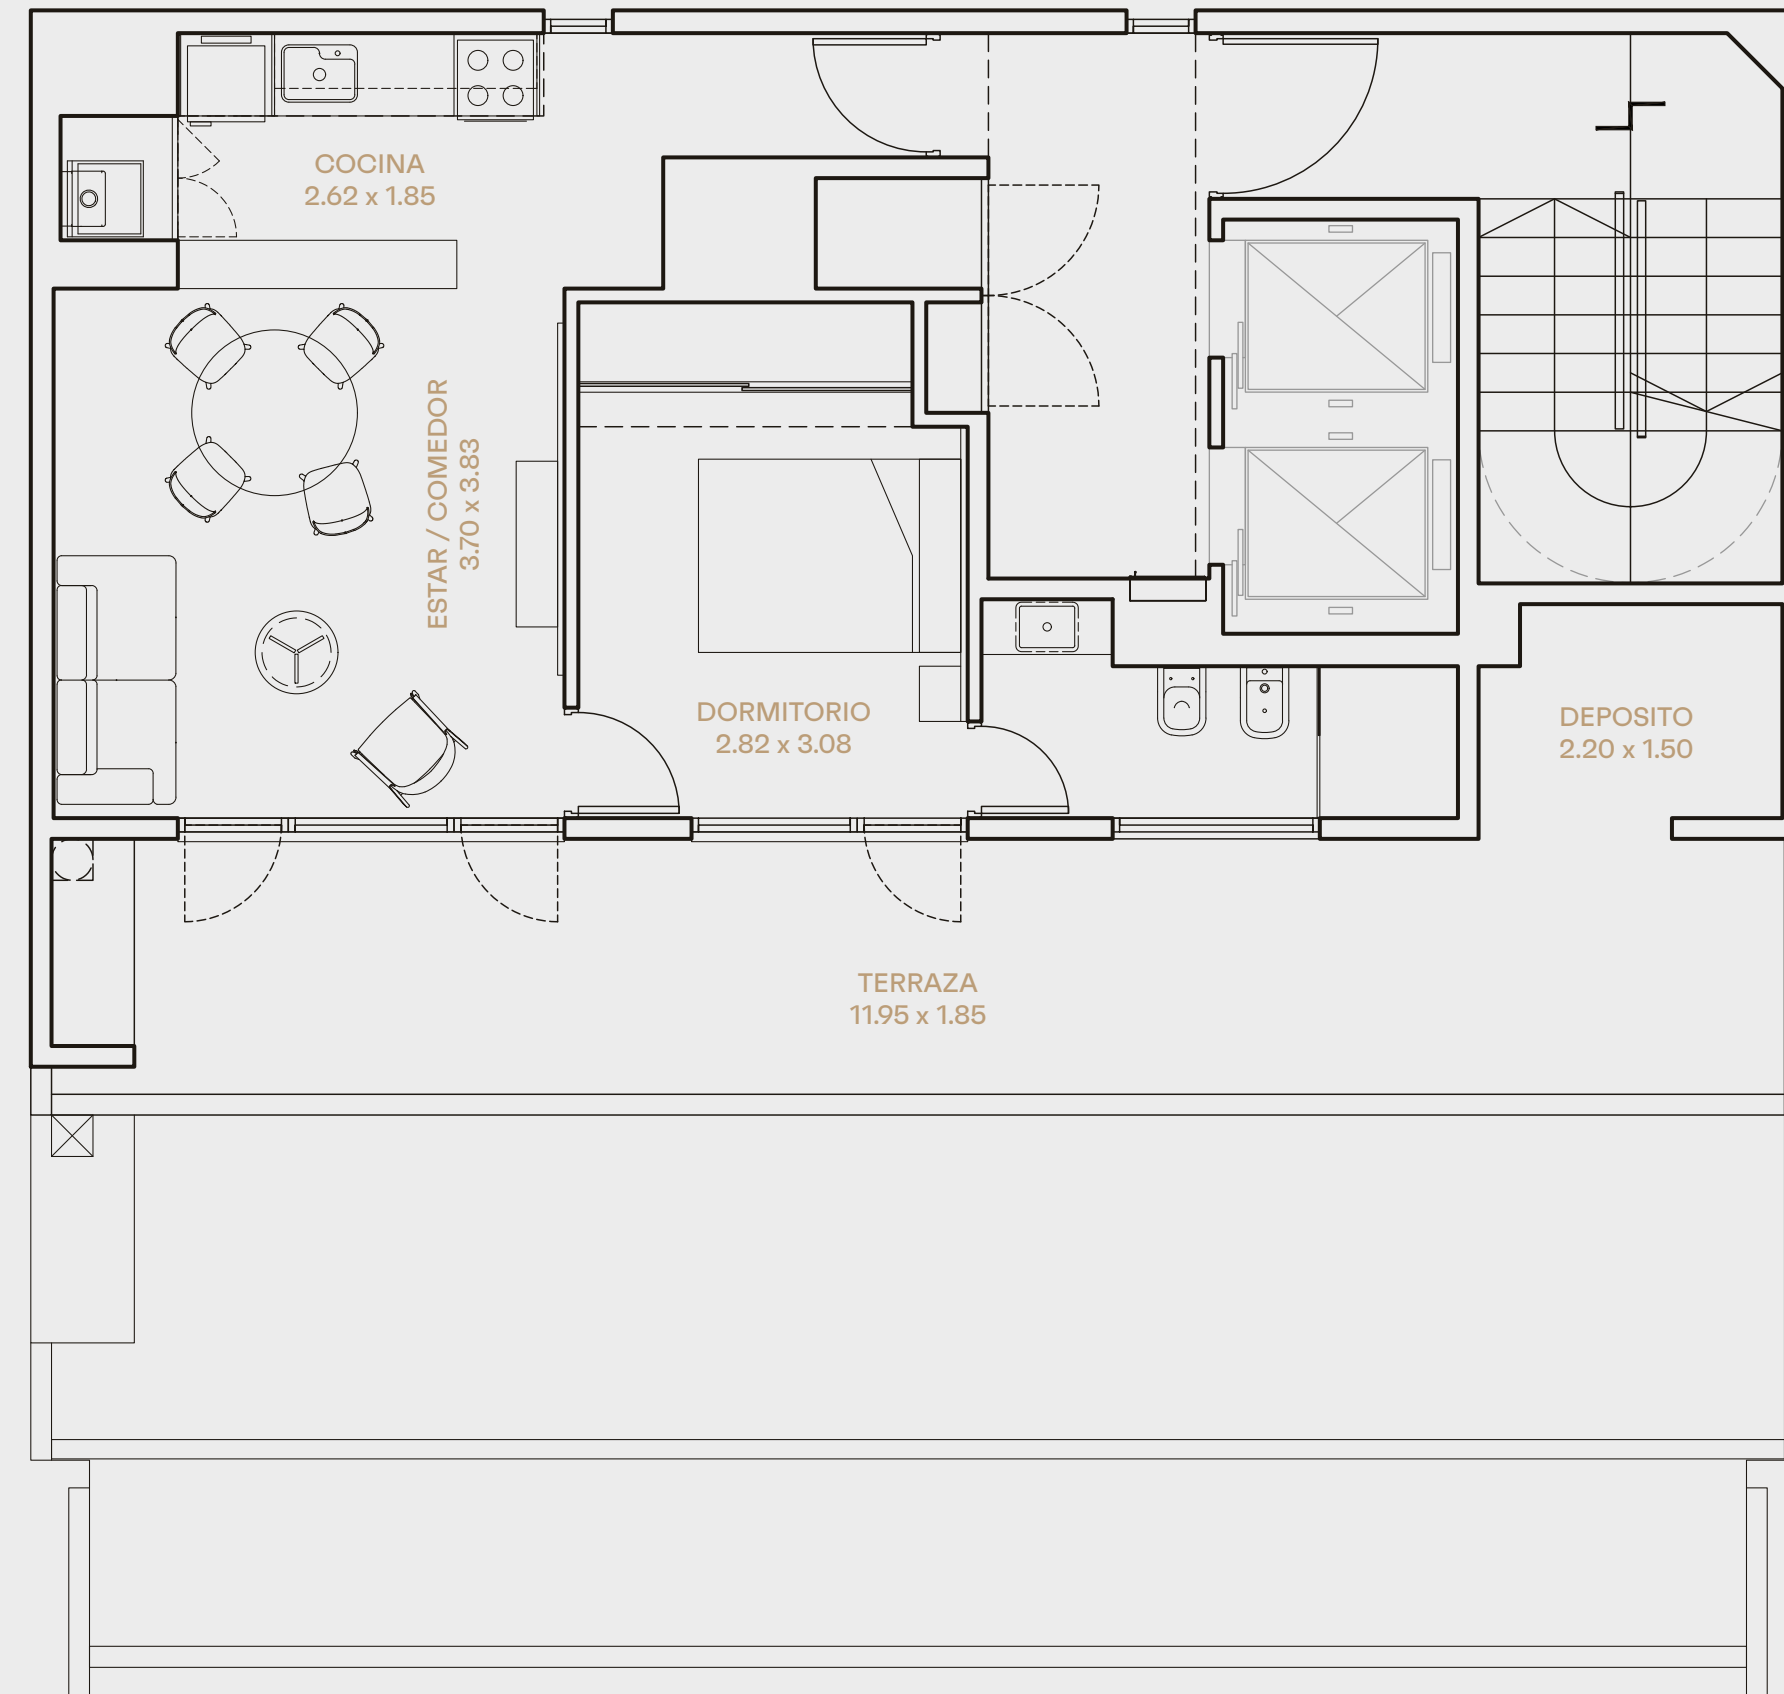 COCINA
2.62 x 1.85
ESTAR / COMEDOR
3.70 x 3.83
DORMITORIO
2.82 x 3.08
DEPOSITO
2.20 x 1.50
TERRAZA
11.95 x 1.85